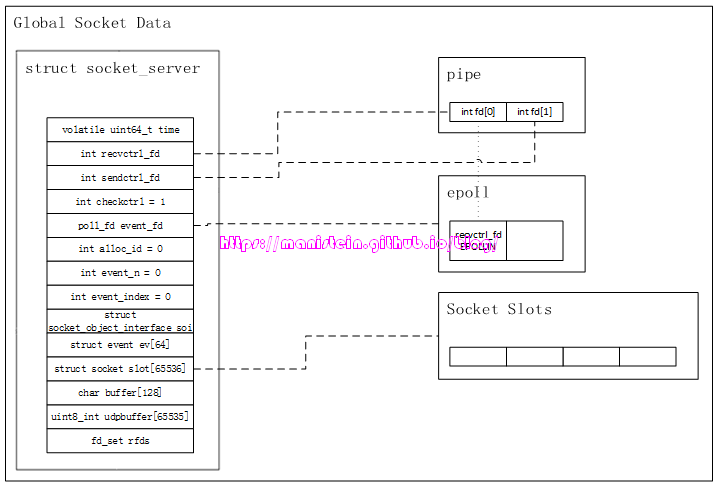 Global Socket Data
struct socket_server
volatile uint64_t time
int recvctrl_fd
int sendctrl_fd
int checkctrl = 1
poll_fd event_fd
int alloc_id = 0
int event_n = 0
int event_index = 0
struct
socket_object_interface soi
struct event ev[64]
struct socket slot[65536]
char buffer[128]
uint8_int udpbuffer[65535]
fd_set rfds
pipe
int fd[0] int fd[1]
epoll
recvctrl_fd
EPOLLIN
https://manistein.github.io/blog/
Socket Slots